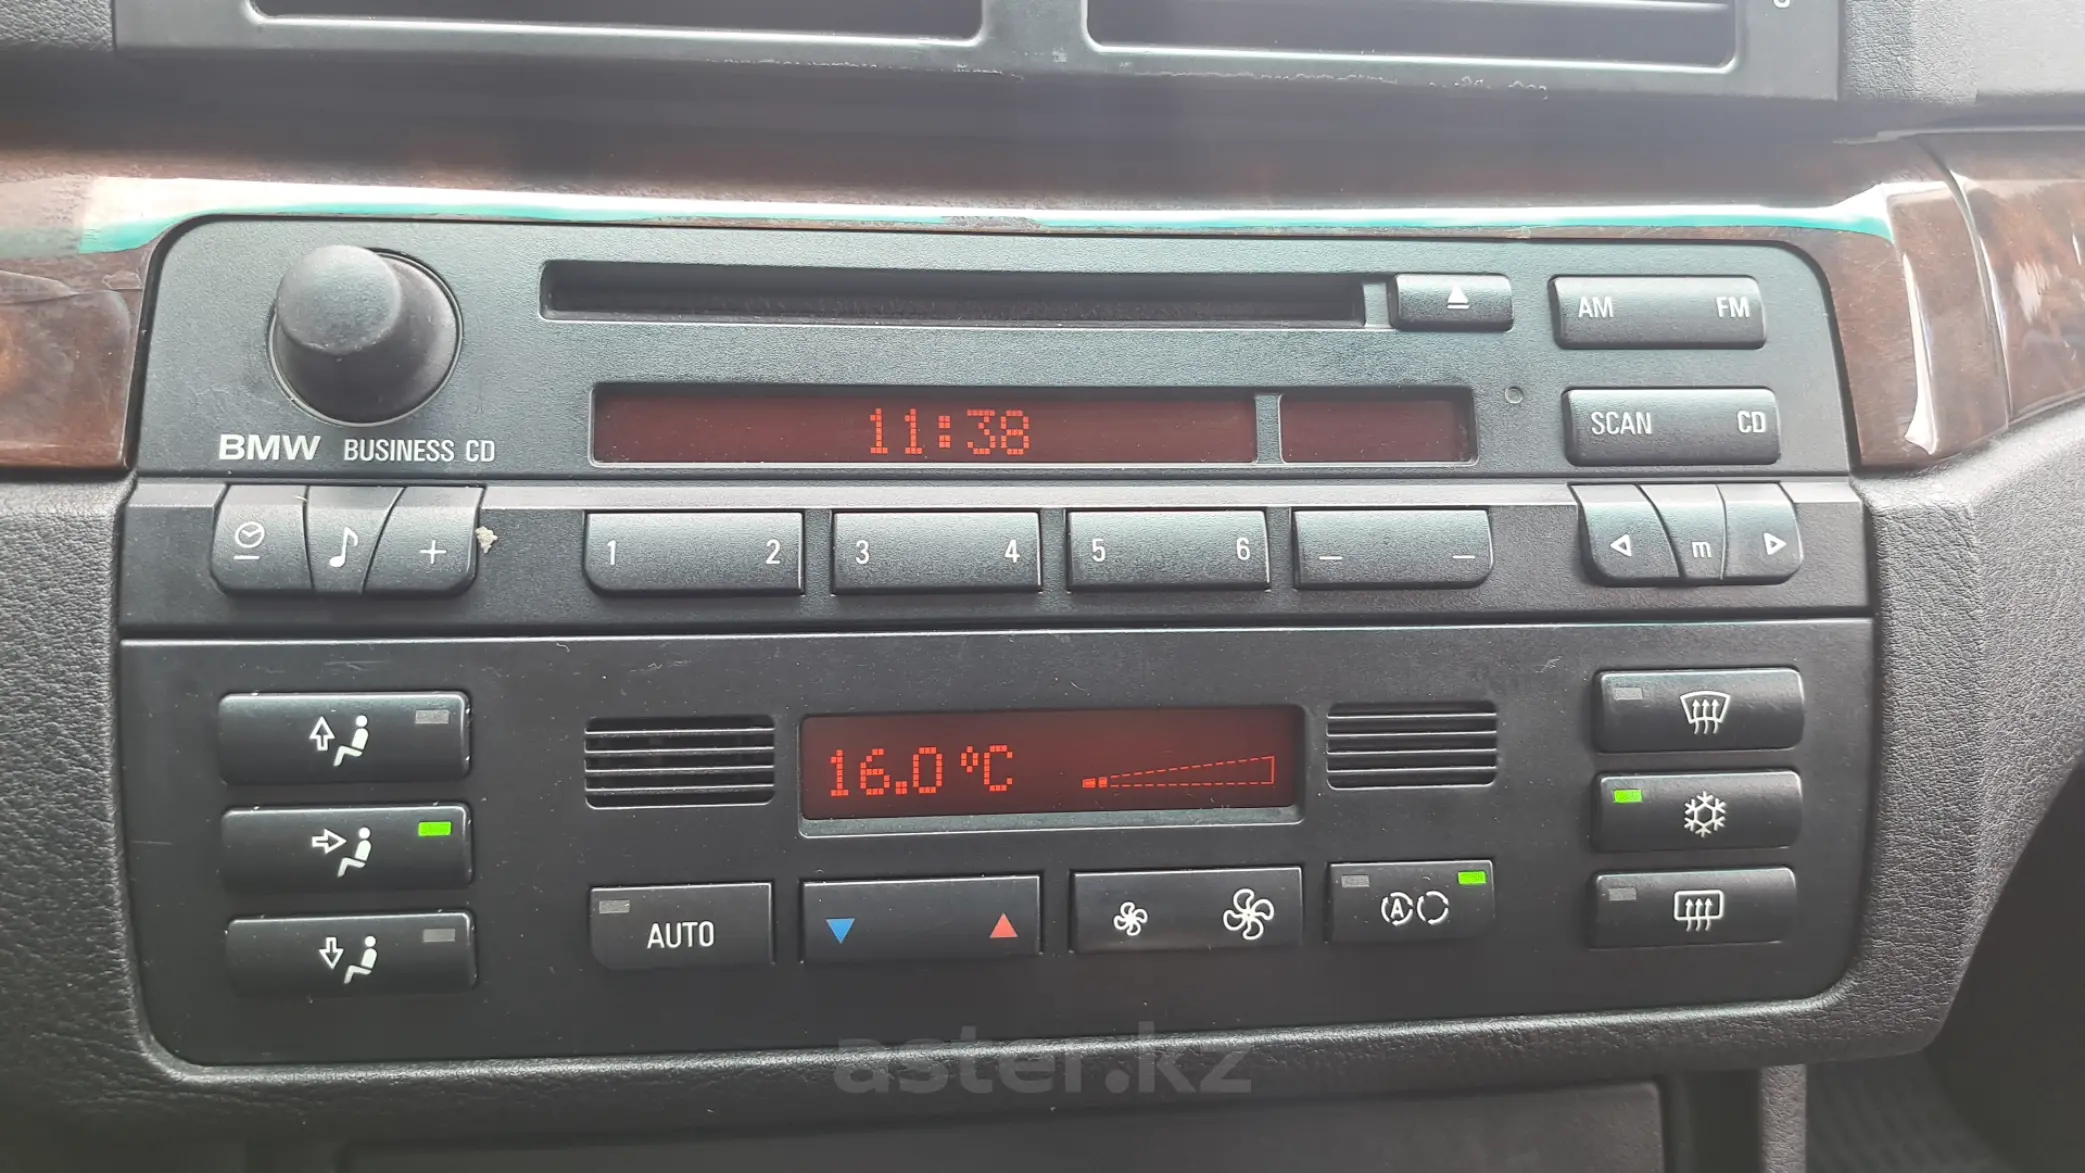 AM FM
11:38
SCAN CD
BMW BUSINESS CD
1 2 3 4 5 6 — — m
+
16.0 °C
AUTO
A
aster.kz